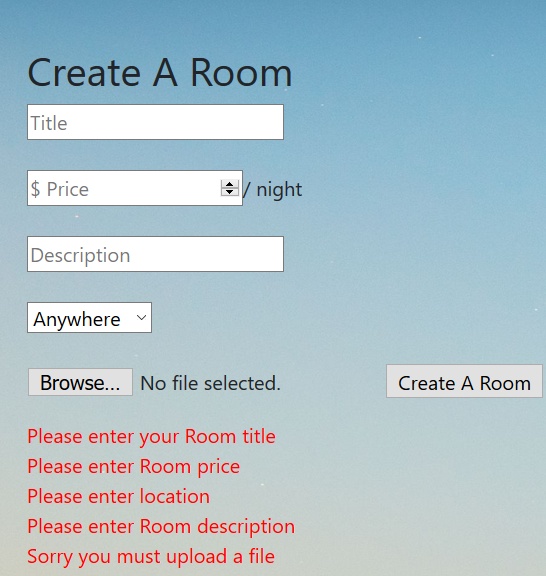 Create A Room
Title
$ Price / night
Description
Anywhere
Browse... No file selected. Create A Room
Please enter your Room title
Please enter Room price
Please enter location
Please enter Room description
Sorry you must upload a file